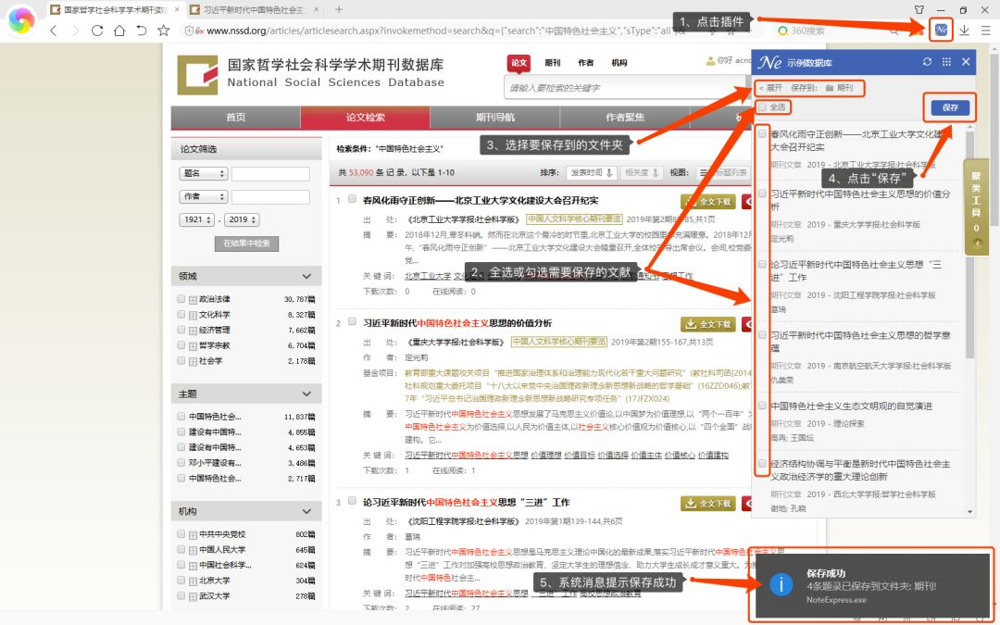 国家哲学社会科学学术期刊数据
习近平新时代中国特色社会主
www.nssd.org/articles/articlesearch.aspx?invokemethod=search&q={"search":"中国特色社会主义","sType":"all"
360搜索
1、点击插件
国家哲学社会科学学术期刊数据库
National Social Sciences Database
论文 期刊 作者 机构
你好
请输入要检索的关键字
首页 论文检索 期刊导航 作者聚焦
论文筛选
题名
作者
1921 - 2019
在结果中检索
领域
政治法律 30,787篇
文化科学 8,327篇
经济管理 7,662篇
哲学宗教 6,704篇
社会学 2,178篇
主题
中国特色社会... 11,837篇
建设有中国特... 4,855篇
建设有中国特... 4,653篇
邓小平建设有... 3,486篇
中国特色社会... 2,717篇
机构
中共中央党校 802篇
中国人民大学 645篇
中国社会科学... 624篇
北京大学 304篇
武汉大学
检索条件: "中国特色社会主义"
共 53,090 条 记 录，以下是 1-10
排序: 发表时间 相关度 视图: 标题列表
1 春风化雨守正创新——北京工业大学文化建设大会召开纪实
全文下载
出 处: 《北京工业大学学报:社会科学版》 中国人文科学核心期刊要览 2019年第2期85-85,共1页
摘 要: 2018年12月,寒冬料峭。然而在北京这个最冷的时节里,北京工业大学的校园里却充满暖意。2018年12月
午，“春风化雨守正创新”——北京工业大学文化建设大会隆重召开,全体校领导出席会议。会间,校党委
党...
关 键 词: 北京工业大学
下载次数: 0 在线阅读: 0
2 习近平新时代中国特色社会主义思想的价值分析
全文下载
出 处: 《重庆大学学报:社会科学版》 中国人文科学核心期刊要览 2019年第2期155-167,共13页
作 者: 定光莉
基金项目: 教育部重大课题攻关项目“推进国家治理体系和治理能力现代化若干重大问题研究”(教社科司函[2014
社科规划重大委托项目“十八大以来党中央治国理政新理念新思想新战略的哲学基础”(16ZZD046);教
7年“习近平总书记治国理政新理念新思想新战略研究专项任务”(17JFZX024)
摘 要: 习近平新时代中国特色社会主义思想发展了马克思主义价值论,以中国梦为价值理想,以“两个一百年”
中国特色社会主义为价值选择,以人民为价值主体,以社会主义核心价值观为价值核心,以“四个全面”战
建构。它...
关 键 词: 习近平新时代中国特色社会主义思想 价值理想 价值目标 价值选择 价值主体 价值核心 价值建构
下载次数: 1 在线阅读: 1
3 论习近平新时代中国特色社会主义思想“三进”工作
全文下载
出 处: 《沈阳工程学院学报:社会科学版》 2019年第1期139-144,共6页
作 者: 葛瑞
摘 要: 习近平新时代中国特色社会主义思想是马克思主义理论中国化的最新成果,落实习近平新时代中国特色社会主义思
想“三进”工作对加强高校思想政治教育、坚定大学生的理想信念、助力大学生成长成才意义重大。
时代中国特色社会主...
关 键 词: 习近平新时代中国特色社会主义思想 “三进”工作 高校思想政治教育
下载次数: 2 在线阅读: 27
2、全选或勾选需要保存的文献
3、选择要保存到的文件夹
4、点击“保存”
5、系统消息提示保存成功
Ne 示例数据库
< 展开 保存到: 期刊
全选
保存
春风化雨守正创新——北京工业大学文化建设
大会召开纪实
期刊文章 2019 - 北京工业大学学报:社会科学版
习近平新时代中国特色社会主义思想的价值分
析
期刊文章 2019 - 重庆大学学报:社会科学版
定光莉
论习近平新时代中国特色社会主义思想“三
进”工作
期刊文章 2019 - 沈阳工程学院学报:社会科学版
葛瑞
习近平新时代中国特色社会主义思想的哲学意
蕴
期刊文章 2019 - 南京航空航天大学学报:社会科学版
仇美荣
中国特色社会主义生态文明观的自觉演进
期刊文章 2019 - 理论探索
高冉; 王国坛
经济结构协调与平衡是新时代中国特色社会主
义政治经济学的重大理论创新
期刊文章 2019 - 西北大学学报:哲学社会科学版
谢地; 孔晓
聚类工具 0
保存成功
4条题录已保存到文件夹: 期刊!
NoteExpress.exe